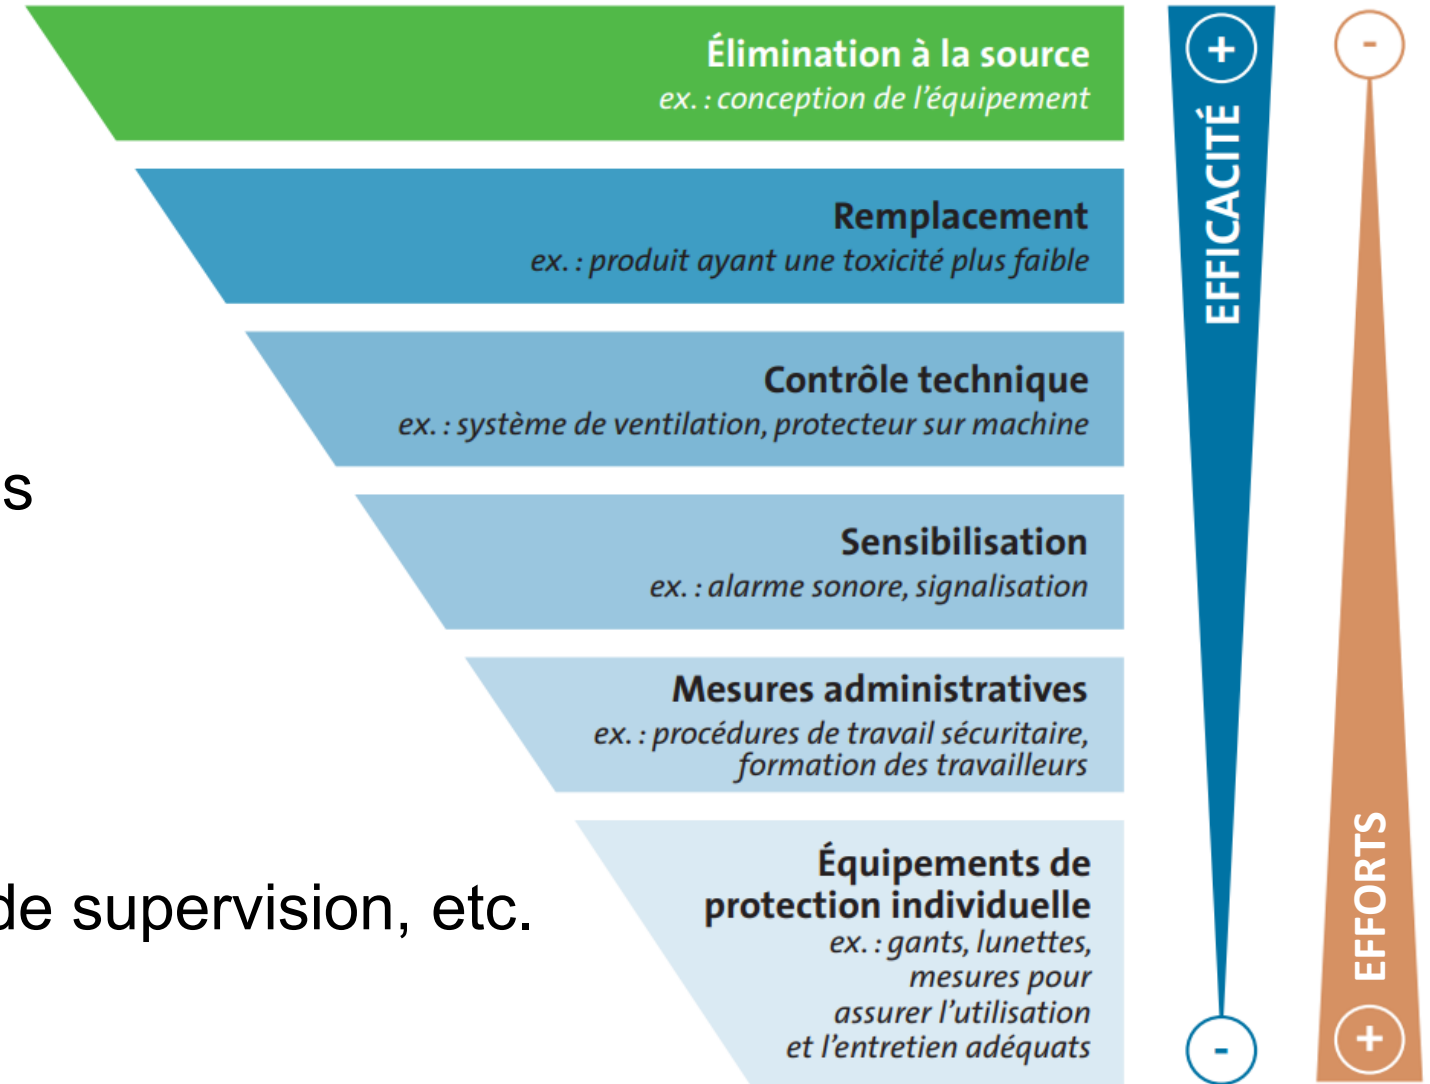 Élimination à la source
ex. : conception de l'équipement
Remplacement
ex. : produit ayant une toxicité plus faible
Contrôle technique
ex. : système de ventilation, protecteur sur machine
s
Sensibilisation
ex. : alarme sonore, signalisation
Mesures administratives
ex. : procédures de travail sécuritaire,
formation des travailleurs
de supervision, etc.
Équipements de
protection individuelle
ex. : gants, lunettes,
mesures pour
assurer l'utilisation
et l'entretien adéquats
+
EFFICACITÉ
-
-
EFFORTS
+